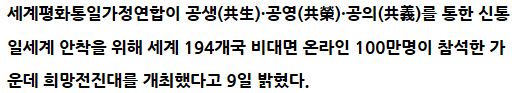 세계평화통일가정연합이 공생(共生)·공영(共榮)·공의(共義)를 통한 신통
일세계 안착을 위해 세계 194개국 비대면 온라인 100만명이 참석한 가
운데 희망전진대를 개최했다고 9일 밝혔다.